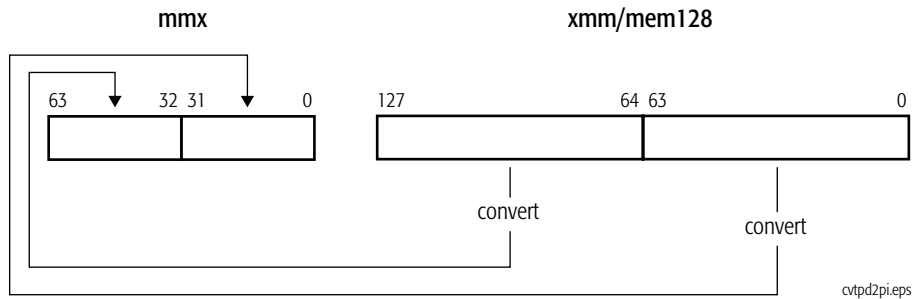 mmx xmm/mem128
63 32 31 0 127 64 63 0
convert
convert
cvtpd2pi.eps